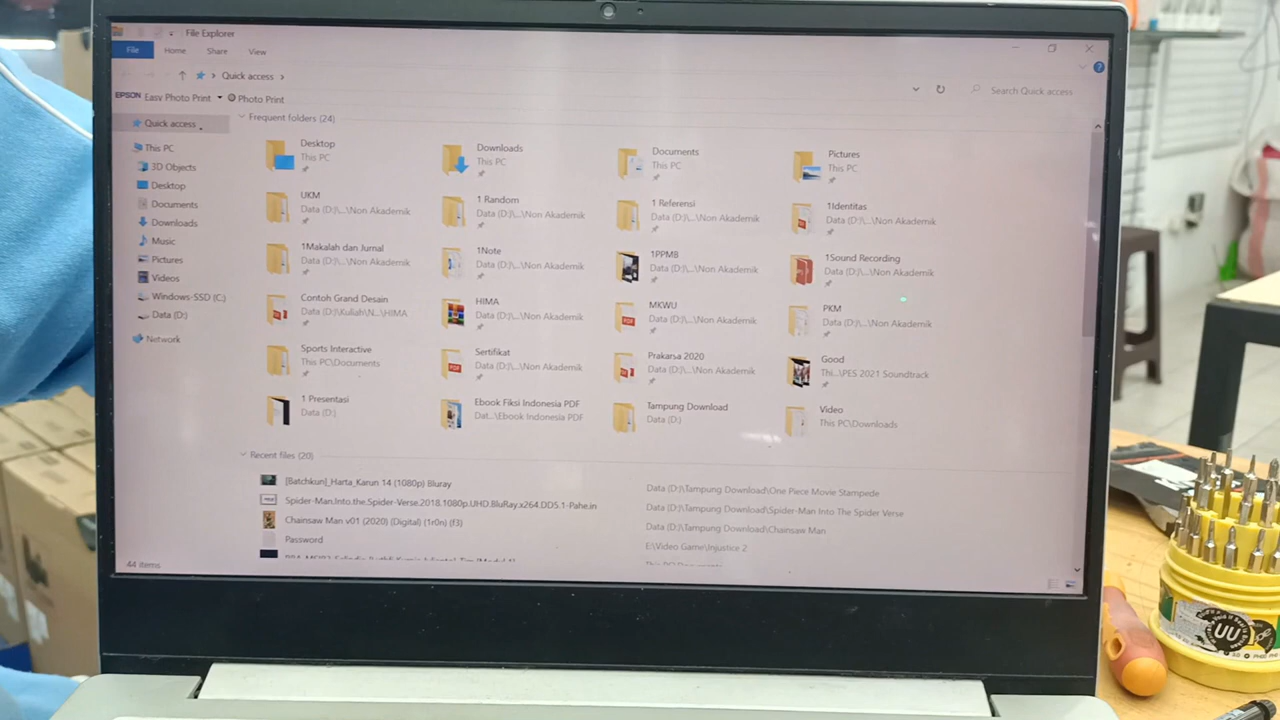 File Explorer
File Home Share View
Quick access
Search Quick access
EPSON Easy Photo Print Photo Print
Quick access
This PC
3D Objects
Desktop
Documents
Downloads
Music
Pictures
Videos
Windows-SSD (C:)
Data (D:)
Network
Frequent folders (24)
Desktop
This PC
Downloads
This PC
Documents
This PC
Pictures
This PC
UKM
Data (D:)\...\Non Akademik
1 Random
Data (D:)\...\Non Akademik
1 Referensi
Data (D:)\...\Non Akademik
1Identitas
Data (D:)\...\Non Akademik
1Makalah dan Jurnal
Data (D:)\...\Non Akademik
1Note
Data (D:)\...\Non Akademik
1PPMB
Data (D:)\...\Non Akademik
1Sound Recording
Data (D:)\...\Non Akademik
Contoh Grand Desain
Data (D:)\Kuliah\N...\HIMA
HIMA
Data (D:)\...\Non Akademik
MKWU
Data (D:)\...\Non Akademik
PKM
Data (D:)\...\Non Akademik
Sports Interactive
This PC\Documents
Sertifikat
Data (D:)\...\Non Akademik
Prakarsa 2020
Data (D:)\...\Non Akademik
Good
Thi...\PES 2021 Soundtrack
1 Presentasi
Data (D:)
Ebook Fiksi Indonesia PDF
Dat...\Ebook Indonesia PDF
Tampung Download
Data (D:)
Video
This PC\Downloads
Recent files (20)
[Batchkun]_Harta_Karun 14 (1080p) Bluray
Data (D:)\Tampung Download\One Piece Movie Stampede
Spider-Man.Into.the.Spider-Verse.2018.1080p.UHD.BluRay.x264.DD5.1-Pahe.in
Data (D:)\Tampung Download\Spider-Man Into The Spider Verse
Chainsaw Man v01 (2020) (Digital) (1r0n) (f3)
Data (D:)\Tampung Download\Chainsaw Man
Password
E:\Video Game\Injustice 2
44 items
UU